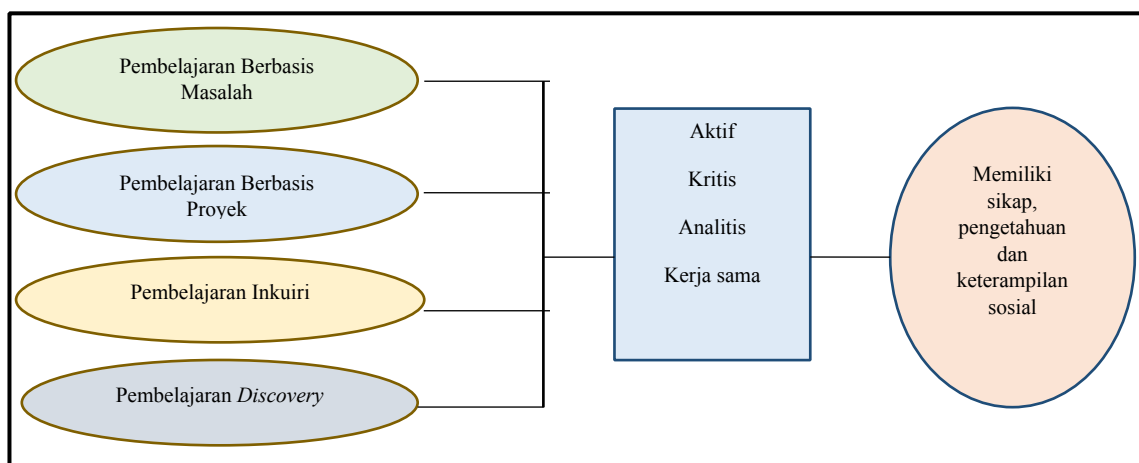 Pembelajaran Berbasis
Masalah
Pembelajaran Berbasis
Proyek
Pembelajaran Inkuiri
Pembelajaran Discovery
Aktif
Kritis
Analitis
Kerja sama
Memiliki
sikap,
pengetahuan
dan
keterampilan
sosial